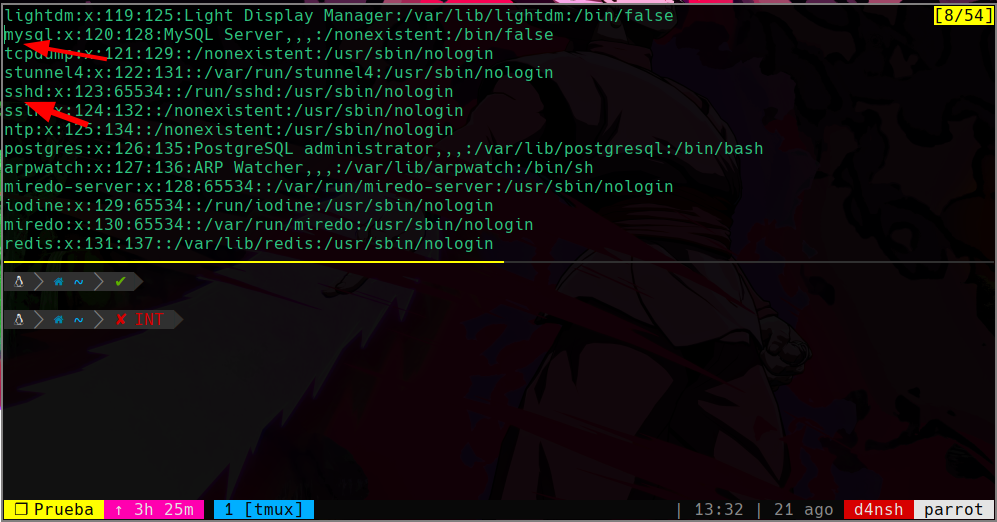 lightdm:x:119:125:Light Display Manager:/var/lib/lightdm:/bin/false [8/54]
mysql:x:120:128:MySQL Server,,,:/nonexistent:/bin/false
tcpdump:x:121:129::/nonexistent:/usr/sbin/nologin
stunnel4:x:122:131::/var/run/stunnel4:/usr/sbin/nologin
sshd:x:123:65534::/run/sshd:/usr/sbin/nologin
sslh:x:124:132::/nonexistent:/usr/sbin/nologin
ntp:x:125:134::/nonexistent:/usr/sbin/nologin
postgres:x:126:135:PostgreSQL administrator,,,:/var/lib/postgresql:/bin/bash
arpwatch:x:127:136:ARP Watcher,,,:/var/lib/arpwatch:/bin/sh
miredo-server:x:128:65534::/var/run/miredo-server:/usr/sbin/nologin
iodine:x:129:65534::/run/iodine:/usr/sbin/nologin
miredo:x:130:65534::/var/run/miredo:/usr/sbin/nologin
redis:x:131:137::/var/lib/redis:/usr/sbin/nologin
~ ✔
~ ✘ INT
❐ Prueba ↑ 3h 25m 1 [tmux] | 13:32 | 21 ago d4nsh parrot